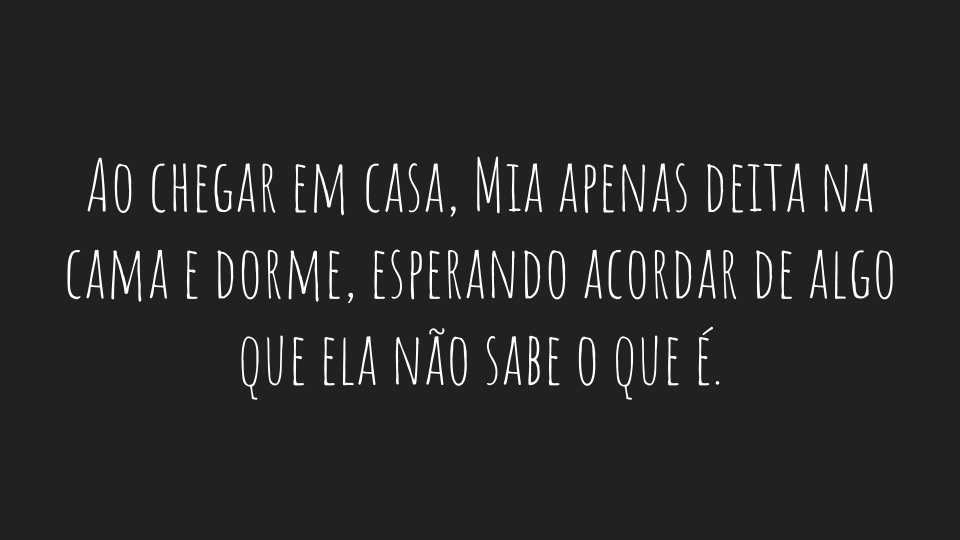 Ao chegar em casa, Mia apenas deita na
cama e dorme, esperando acordar de algo
que ela não sabe o que é.